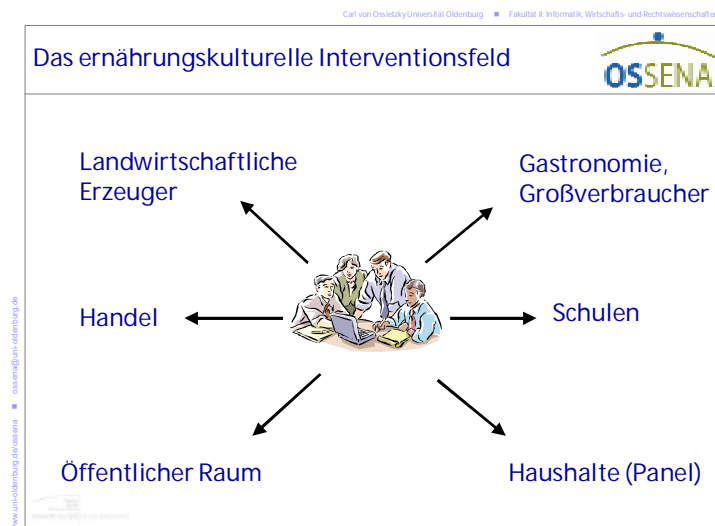 Carl von Ossietzky Universität Oldenburg ■ Fakultät II: Informatik, Wirtschafts- und Rechtswissenschaften
Das ernährungskulturelle Interventionsfeld
OSSENA
Landwirtschaftliche
Erzeuger
Gastronomie,
Großverbraucher
Handel
Schulen
Öffentlicher Raum
Haushalte (Panel)
www.uni-oldenburg.de/ossena ■ ossena@uni-oldenburg.de